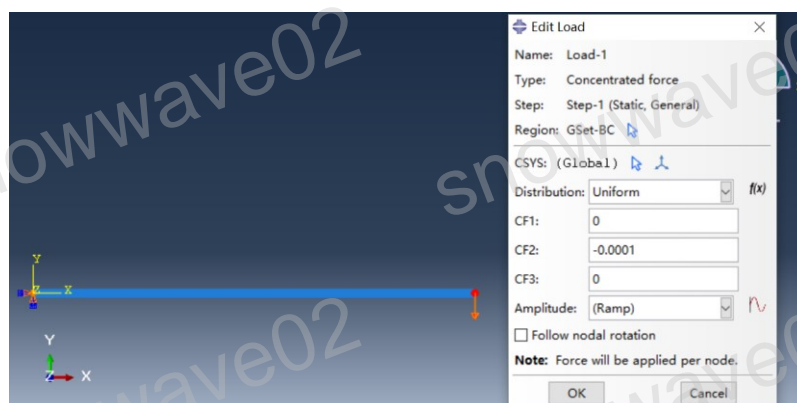 Edit Load
Name: Load-1
Type: Concentrated force
Step: Step-1 (Static, General)
Region: GSet-BC
CSYS: (Global)
Distribution: Uniform f(x)
CF1: 0
CF2: -0.0001
CF3: 0
Amplitude: (Ramp)
Follow nodal rotation
Note: Force will be applied per node.
OK Cancel
Y
Z X
Y
Z X
snowwave02
snowwave02
snowwave02